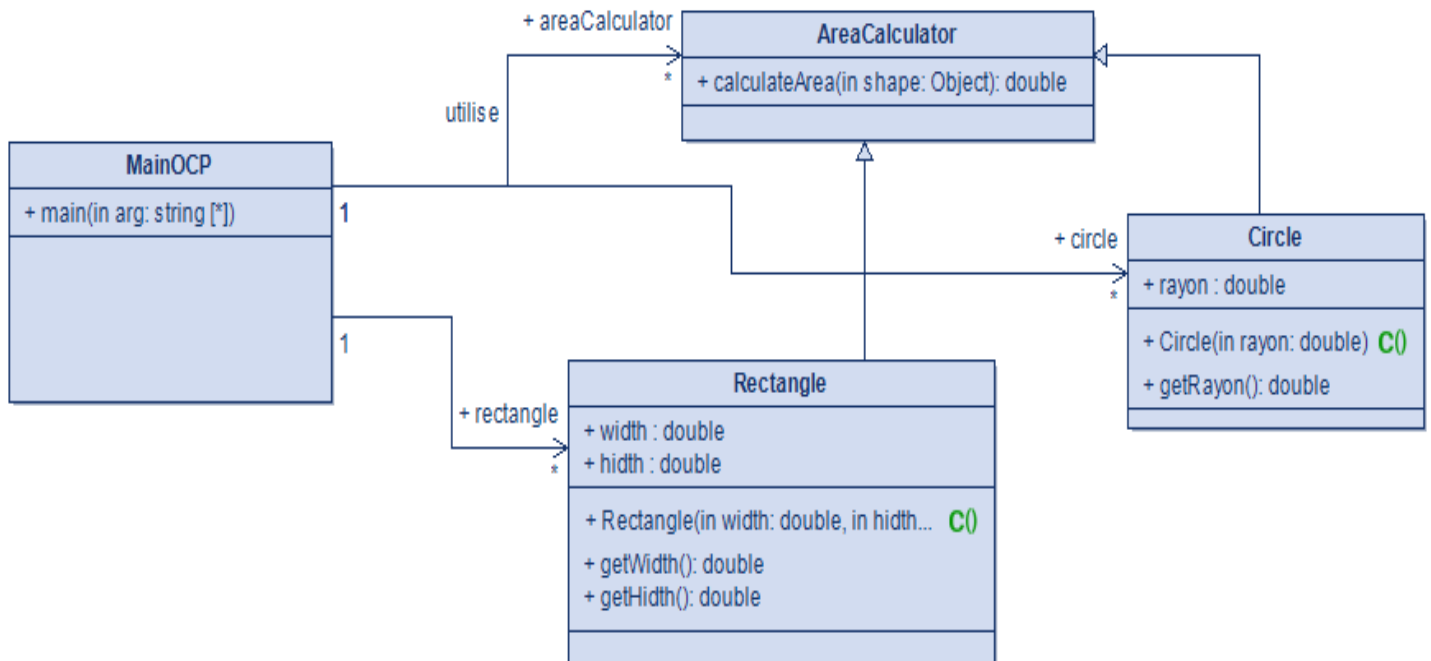 + areaCalculator
*
utilise
AreaCalculator
+ calculateArea(in shape: Object): double
MainOCP
+ main(in arg: string [*])
1
1
+ circle
*
Circle
+ rayon : double
+ Circle(in rayon: double) C()
+ getRayon(): double
+ rectangle
*
Rectangle
+ width : double
+ hidth : double
+ Rectangle(in width: double, in hidth... C()
+ getWidth(): double
+ getHidth(): double